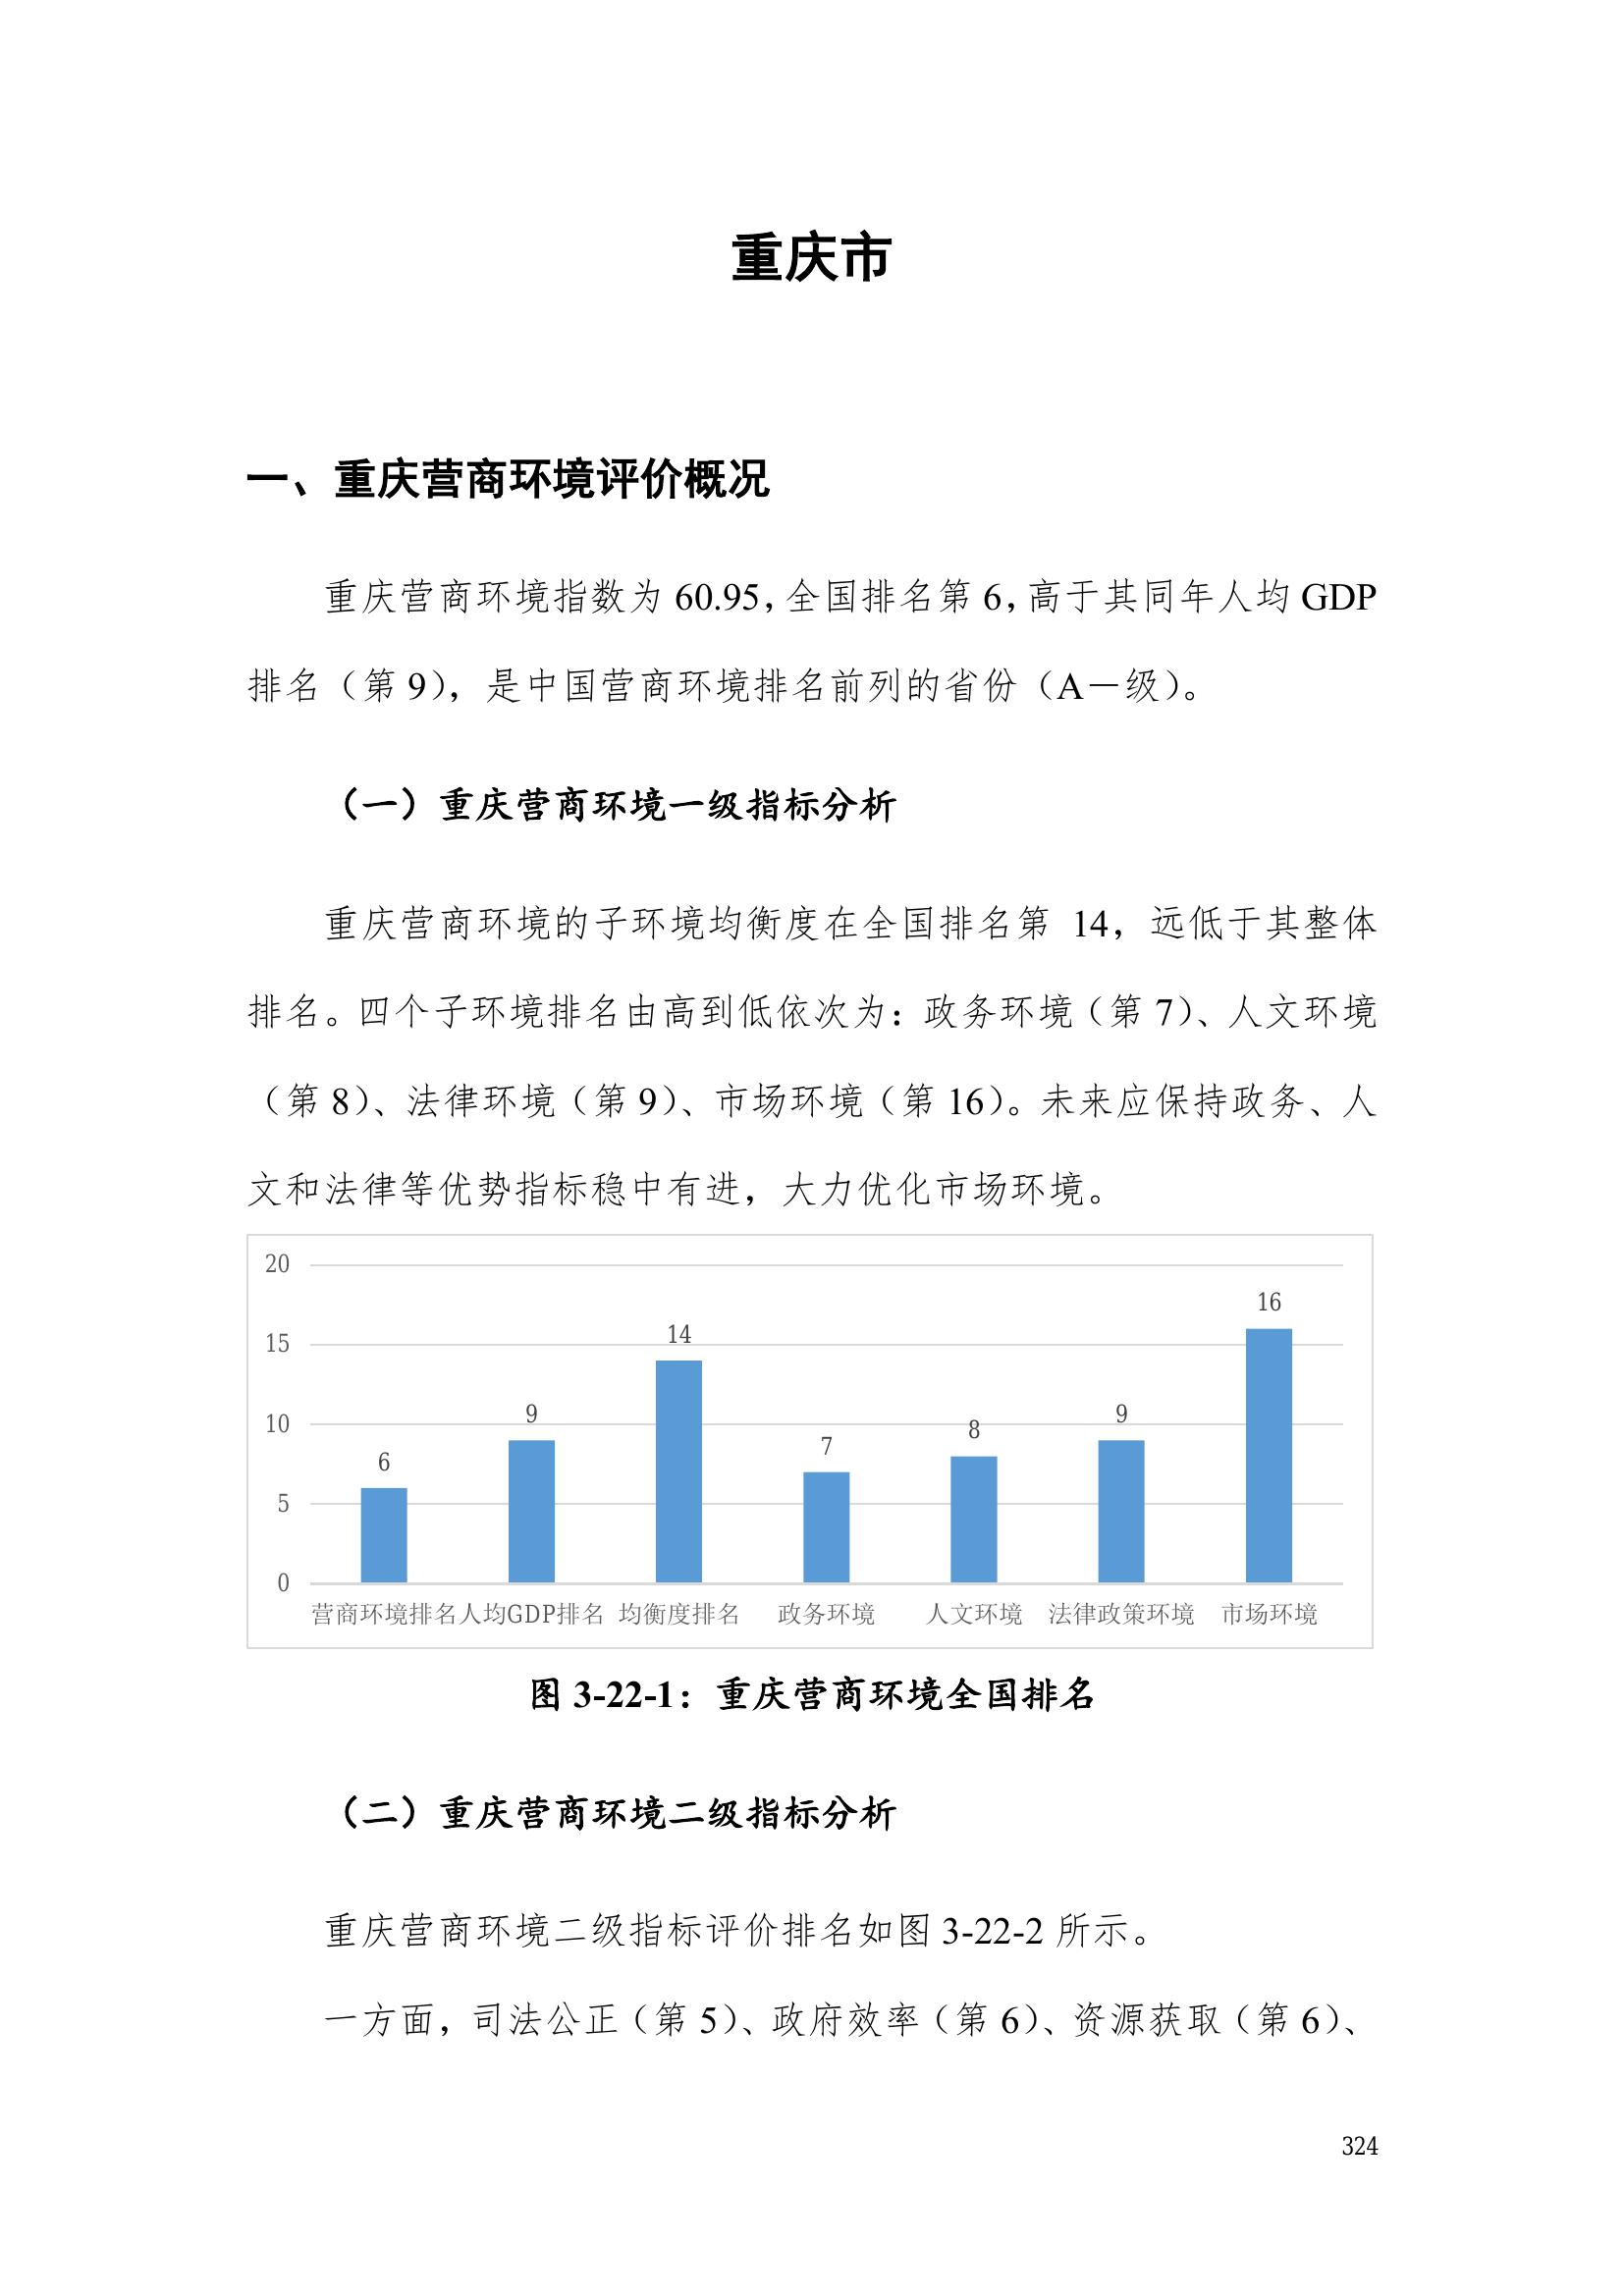 重庆市
一、重庆营商环境评价概况
重庆营商环境指数为 60.95，全国排名第 6，高于其同年人均 GDP
排名（第 9），是中国营商环境排名前列的省份（A－级）。
（一）重庆营商环境一级指标分析
重庆营商环境的子环境均衡度在全国排名第 14，远低于其整体
排名。四个子环境排名由高到低依次为：政务环境（第 7）、人文环境
（第 8）、法律环境（第 9）、市场环境（第 16）。未来应保持政务、人
文和法律等优势指标稳中有进，大力优化市场环境。
20
15
10
5
0
6
9
14
7
8
9
16
营商环境排名 人均GDP排名 均衡度排名 政务环境 人文环境 法律政策环境 市场环境
图 3-22-1：重庆营商环境全国排名
（二）重庆营商环境二级指标分析
重庆营商环境二级指标评价排名如图 3-22-2 所示。
一方面，司法公正（第 5）、政府效率（第 6）、资源获取（第 6）、
324